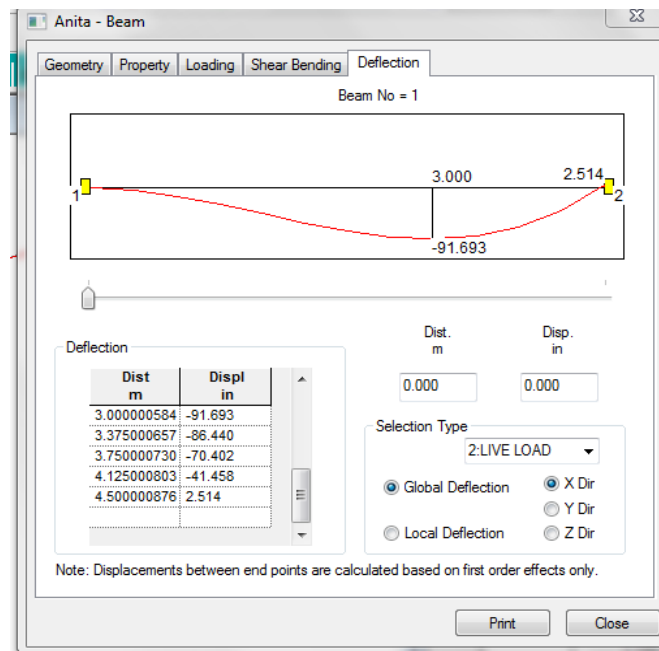 Anita - Beam
Geometry Property Loading Shear Bending Deflection
Beam No = 1
3.000 2.514
1 2
-91.693
Dist. Disp.
m in
Deflection
0.000 0.000
Dist Displ
m in
3.000000584 -91.693
3.375000657 -86.440
3.750000730 -70.402
4.125000803 -41.458
4.500000876 2.514
Selection Type
2:LIVE LOAD
Global Deflection X Dir
Y Dir
Local Deflection Z Dir
Note: Displacements between end points are calculated based on first order effects only.
Print Close